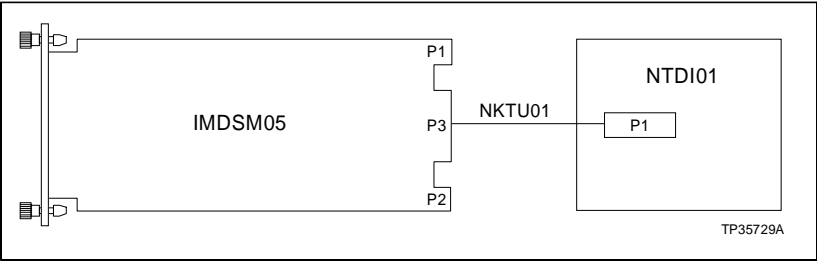 P1
NTDI01
NKTU01
IMDSM05
P3
P1
P2
TP35729A